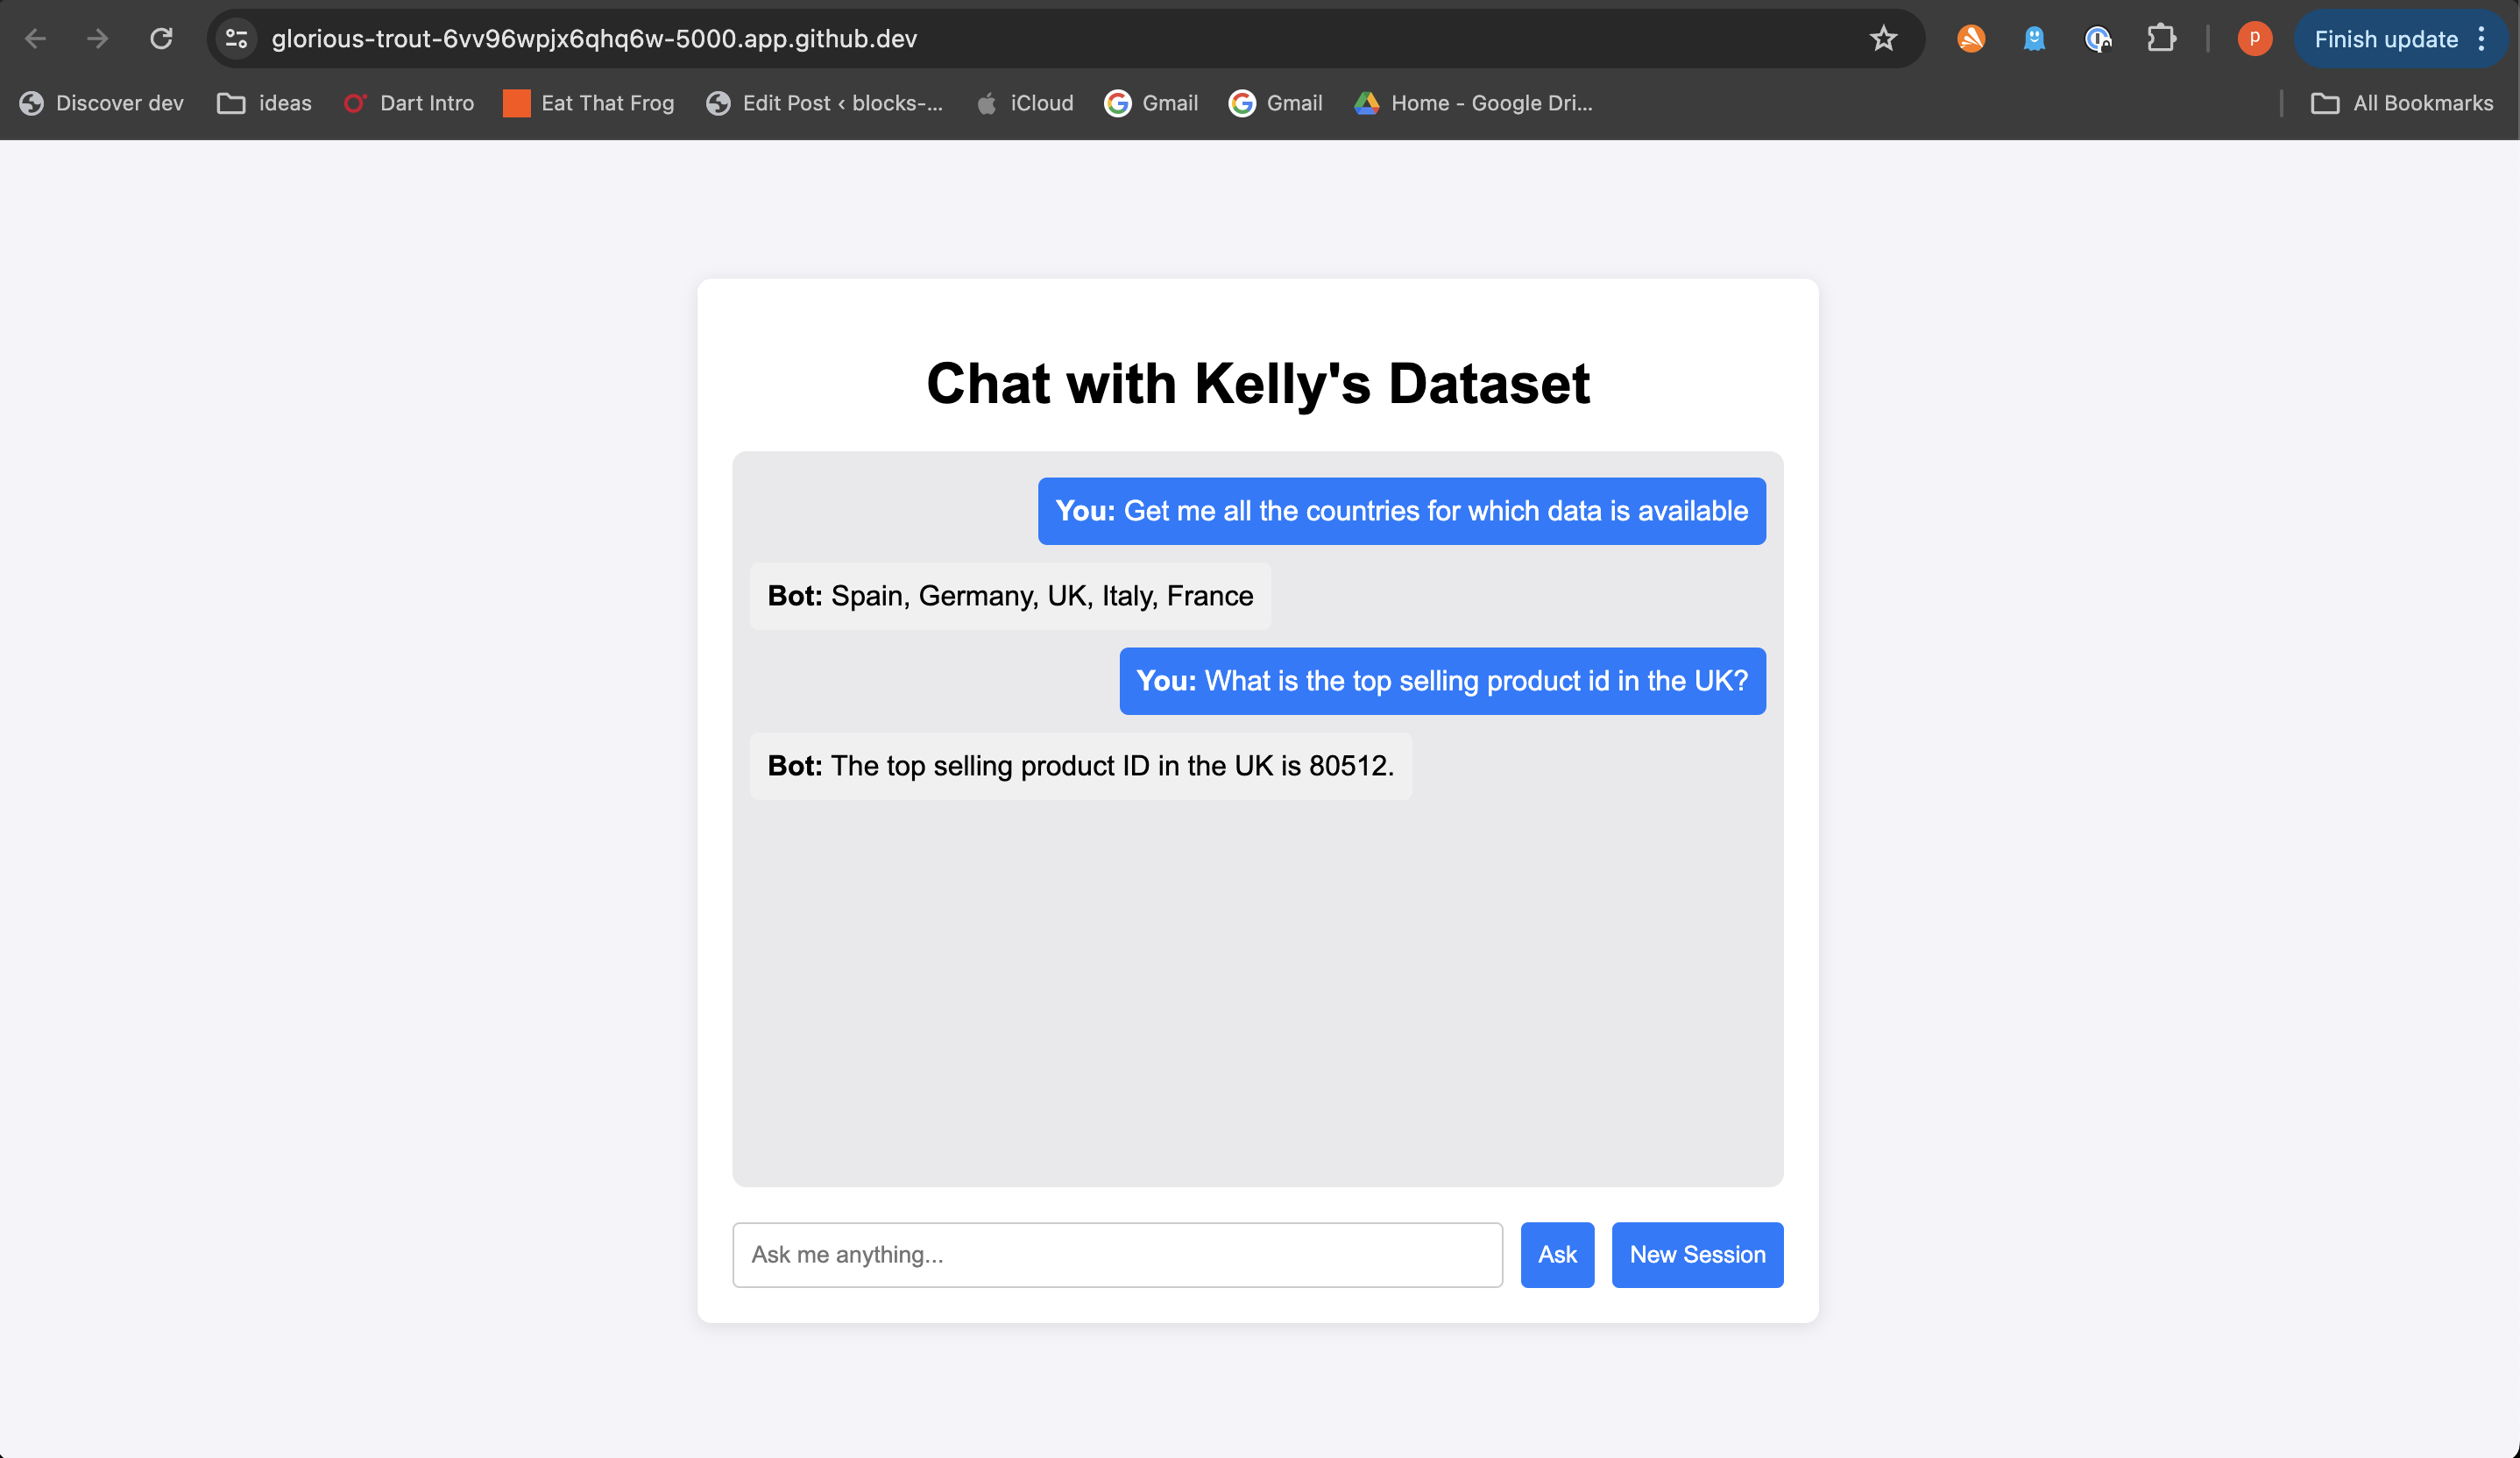 glorious-trout-6vv96wpjx6qhq6w-5000.app.github.dev
p
Finish update
Discover dev
ideas
Dart Intro
Eat That Frog
Edit Post ‹ blocks-...
iCloud
Gmail
Gmail
Home - Google Dri...
All Bookmarks
Chat with Kelly's Dataset
You: Get me all the countries for which data is available
Bot: Spain, Germany, UK, Italy, France
You: What is the top selling product id in the UK?
Bot: The top selling product ID in the UK is 80512.
Ask me anything...
Ask
New Session